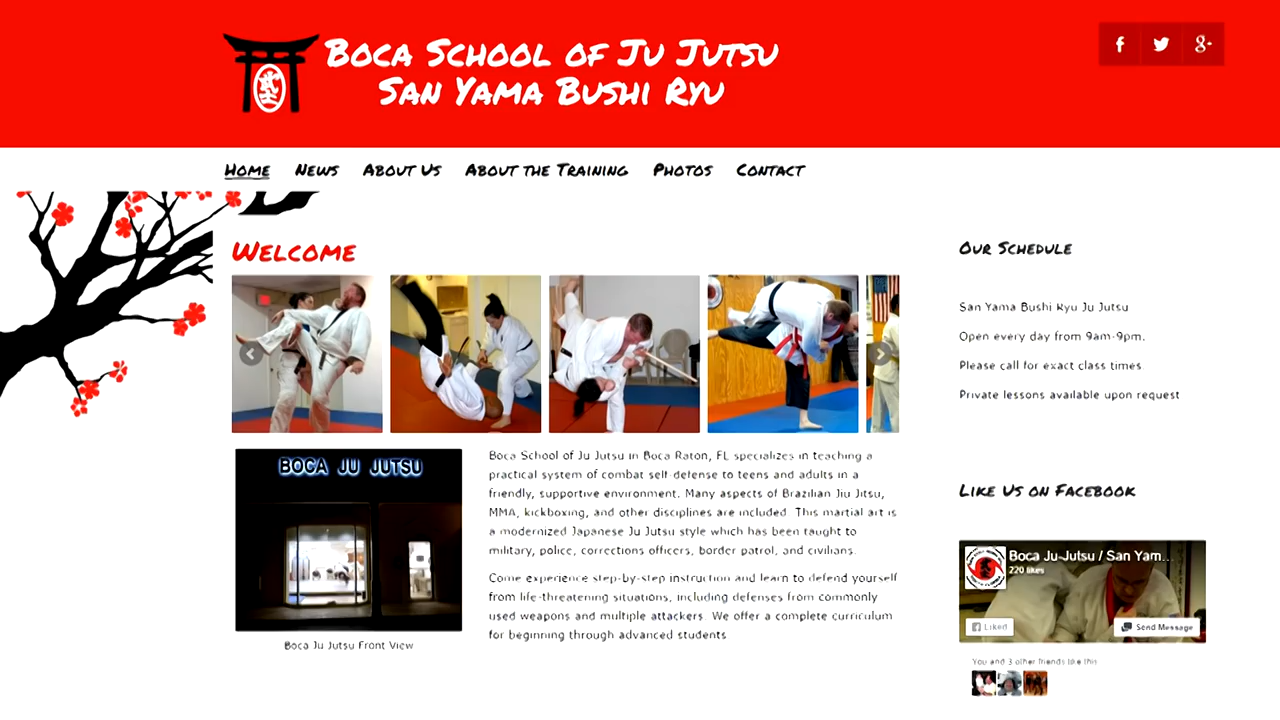 Boca School of Ju Jutsu
San Yama Bushi Ryu
Home News About Us About the Training Photos Contact
Welcome
Our Schedule
San Yama Bushi Ryu Ju Jutsu
Open every day from 9am-9pm.
Please call for exact class times
Private lessons available upon request
BOCA JU JUTSU
Boca Ju Jutsu Front View
Boca School of Ju Jutsu in Boca Raton, FL specializes in teaching a
practical system of combat self-defense to teens and adults in a
friendly, supportive environment. Many aspects of Brazilian Jiu Jitsu,
MMA, kickboxing, and other disciplines are included. This martial art is
a modernized Japanese Ju Jutsu style which has been taught to
military, police, corrections officers, border patrol, and civilians.
Come experience step-by-step instruction and learn to defend yourself
from life-threatening situations, including defenses from commonly
used weapons and multiple attackers. We offer a complete curriculum
for beginning through advanced students.
Like Us on Facebook
Boca Ju-Jutsu / San Yam...
220 likes
Liked
Send Message
You and 3 other friends like this